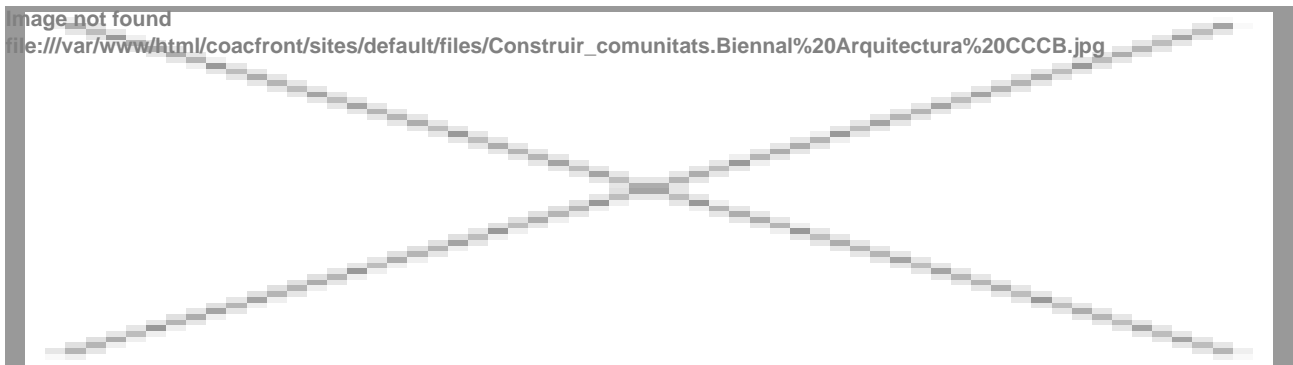 Image not found
file:///var/www/html/coacfront/sites/default/files/Construir_comunitats.Biennal%20Arquitectura%20CCCB.jpg